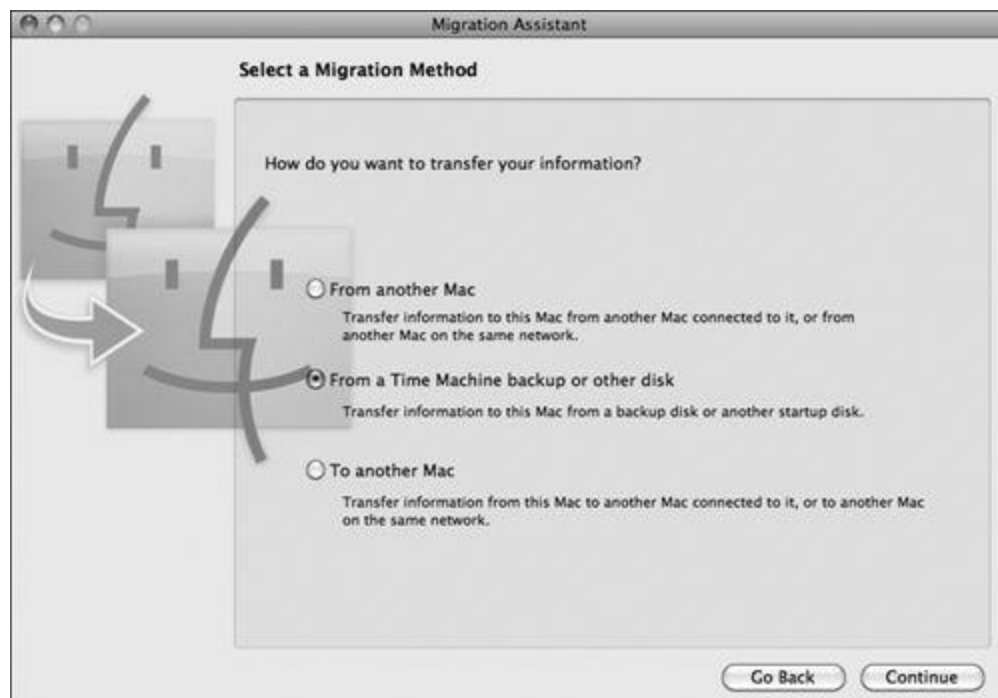 Migration Assistant
Select a Migration Method
How do you want to transfer your information?
From another Mac
Transfer information to this Mac from another Mac connected to it, or from
another Mac on the same network.
From a Time Machine backup or other disk
Transfer information to this Mac from a backup disk or another startup disk.
To another Mac
Transfer information from this Mac to another Mac connected to it, or to another Mac
on the same network.
Go Back
Continue